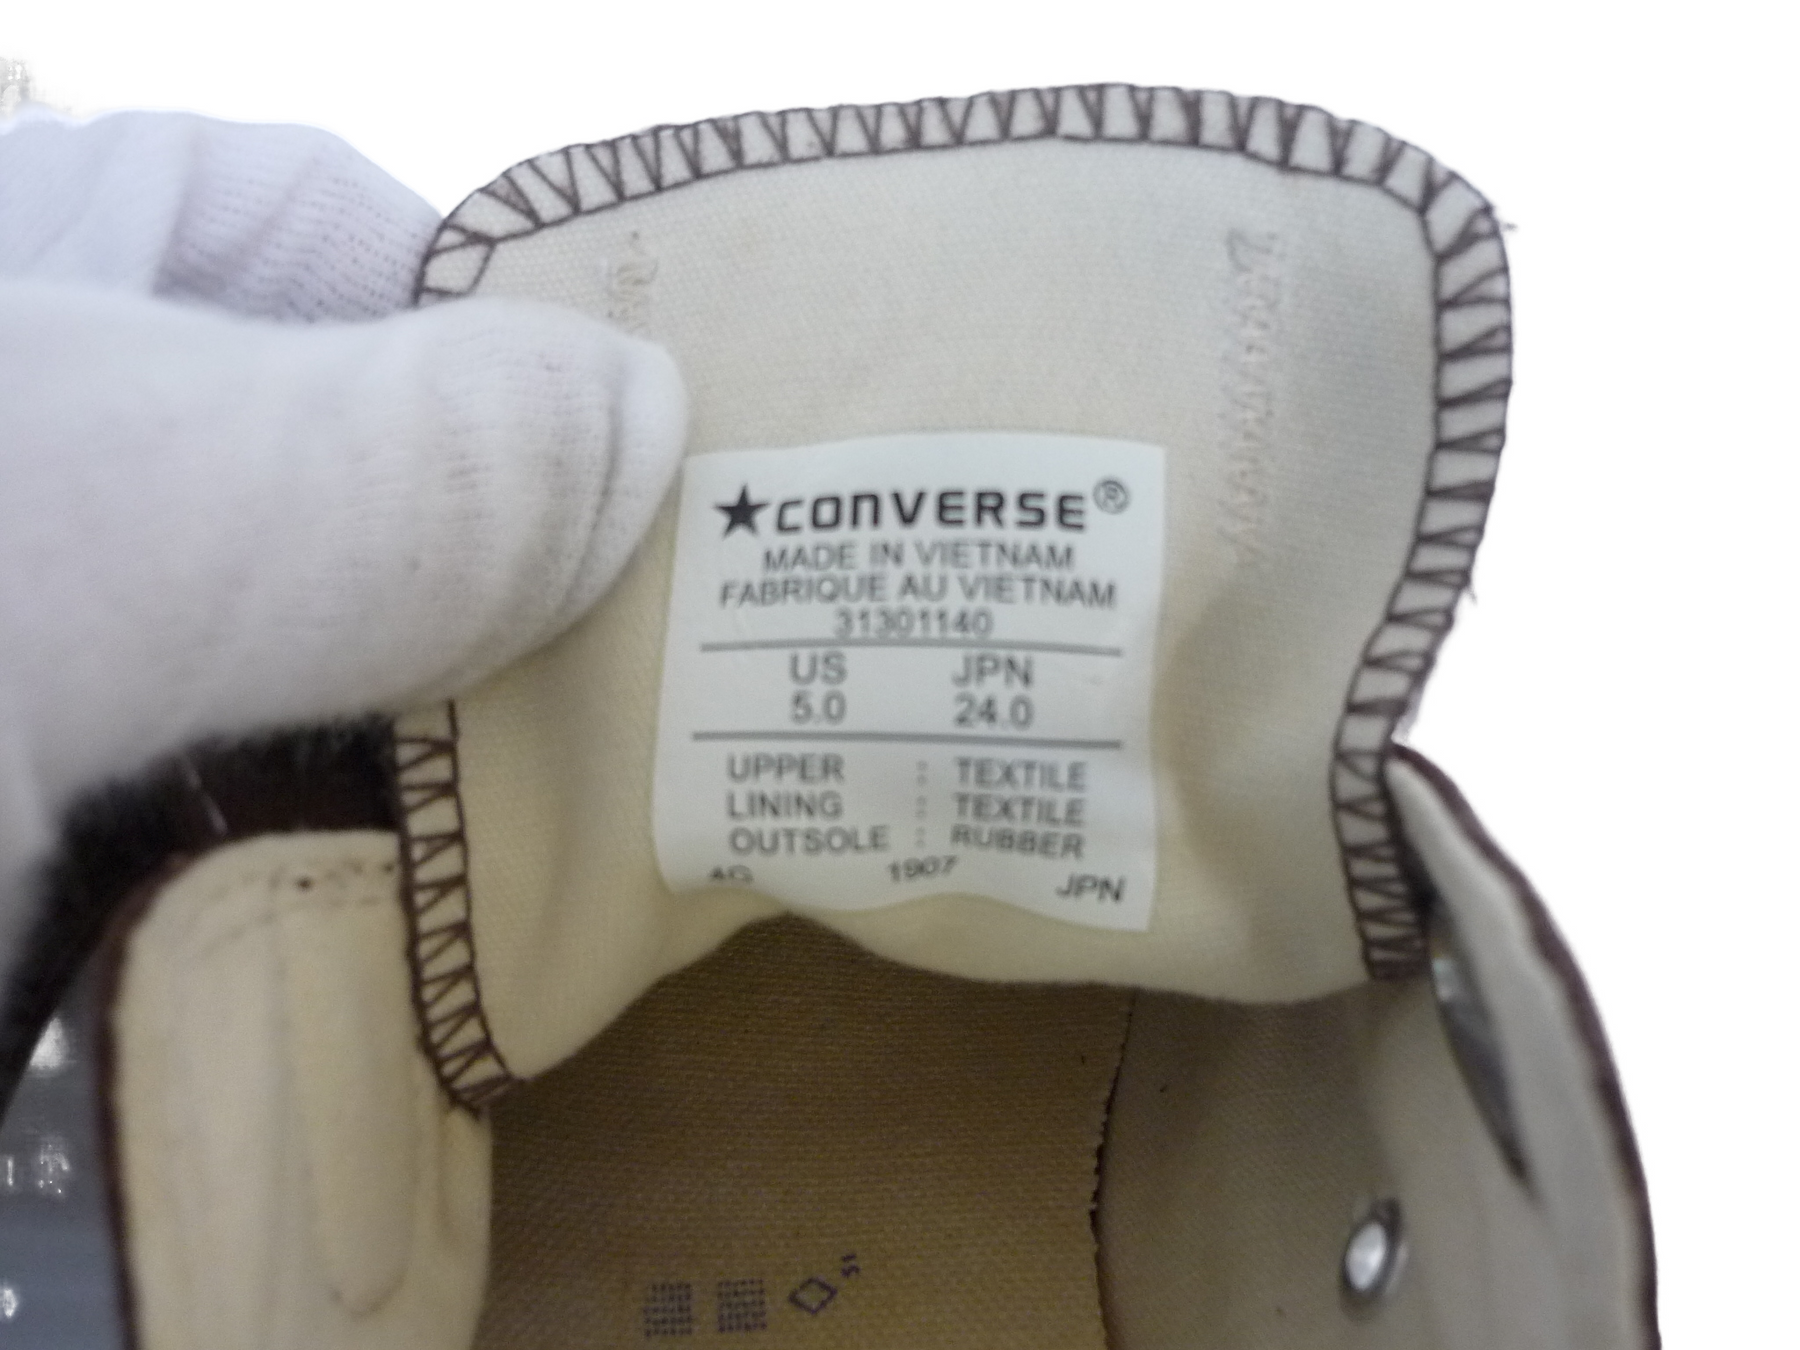 ★CONVERSE®
MADE IN VIETNAM
FABRIQUE AU VIETNAM
31301140
US JPN
5.0 24.0
UPPER : TEXTILE
LINING : TEXTILE
OUTSOLE : RUBBER
4G 1907 JPN
51